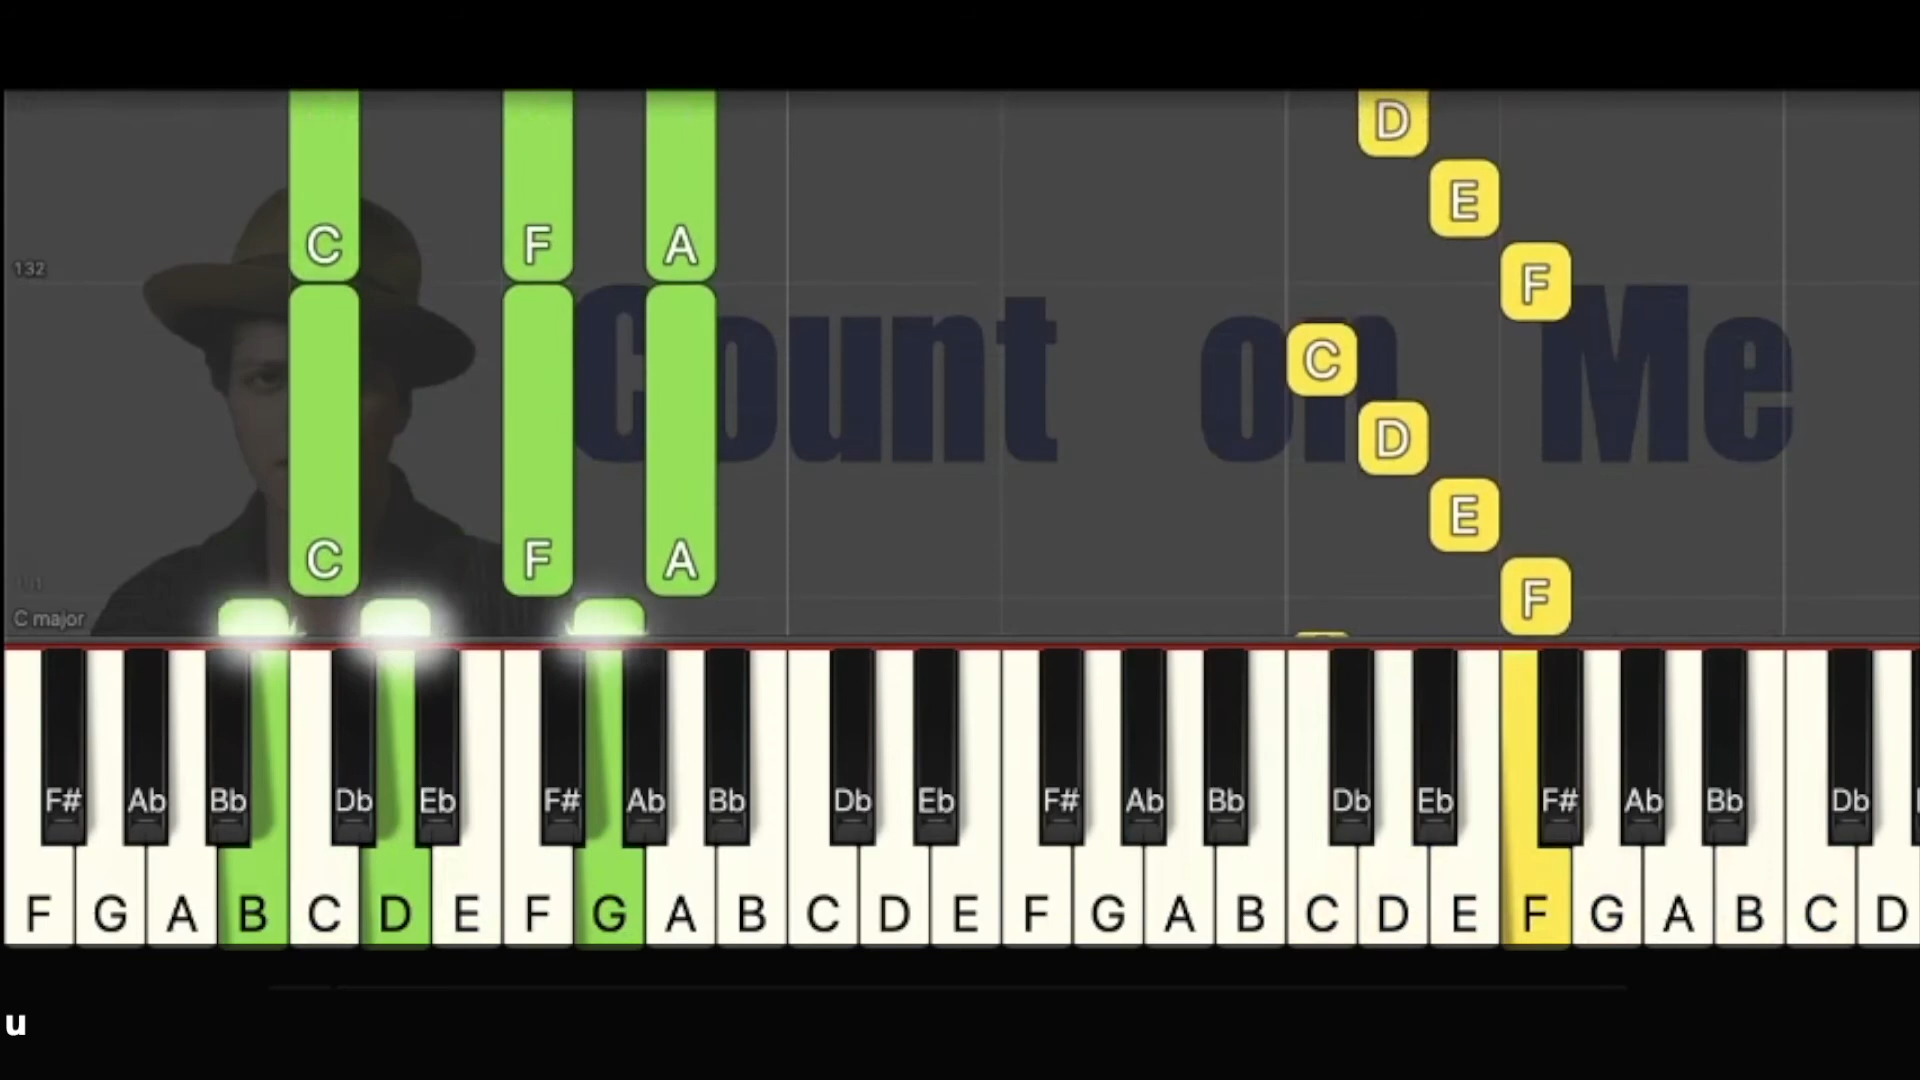 D
E
C F A
132
F
Count on Me
C
D
E
C F A
F
C major
F# Ab Bb Db Eb F# Ab Bb Db Eb F# Ab Bb Db Eb F# Ab Bb Db
F G A B C D E F G A B C D E F G A B C D E F G A B C D
u